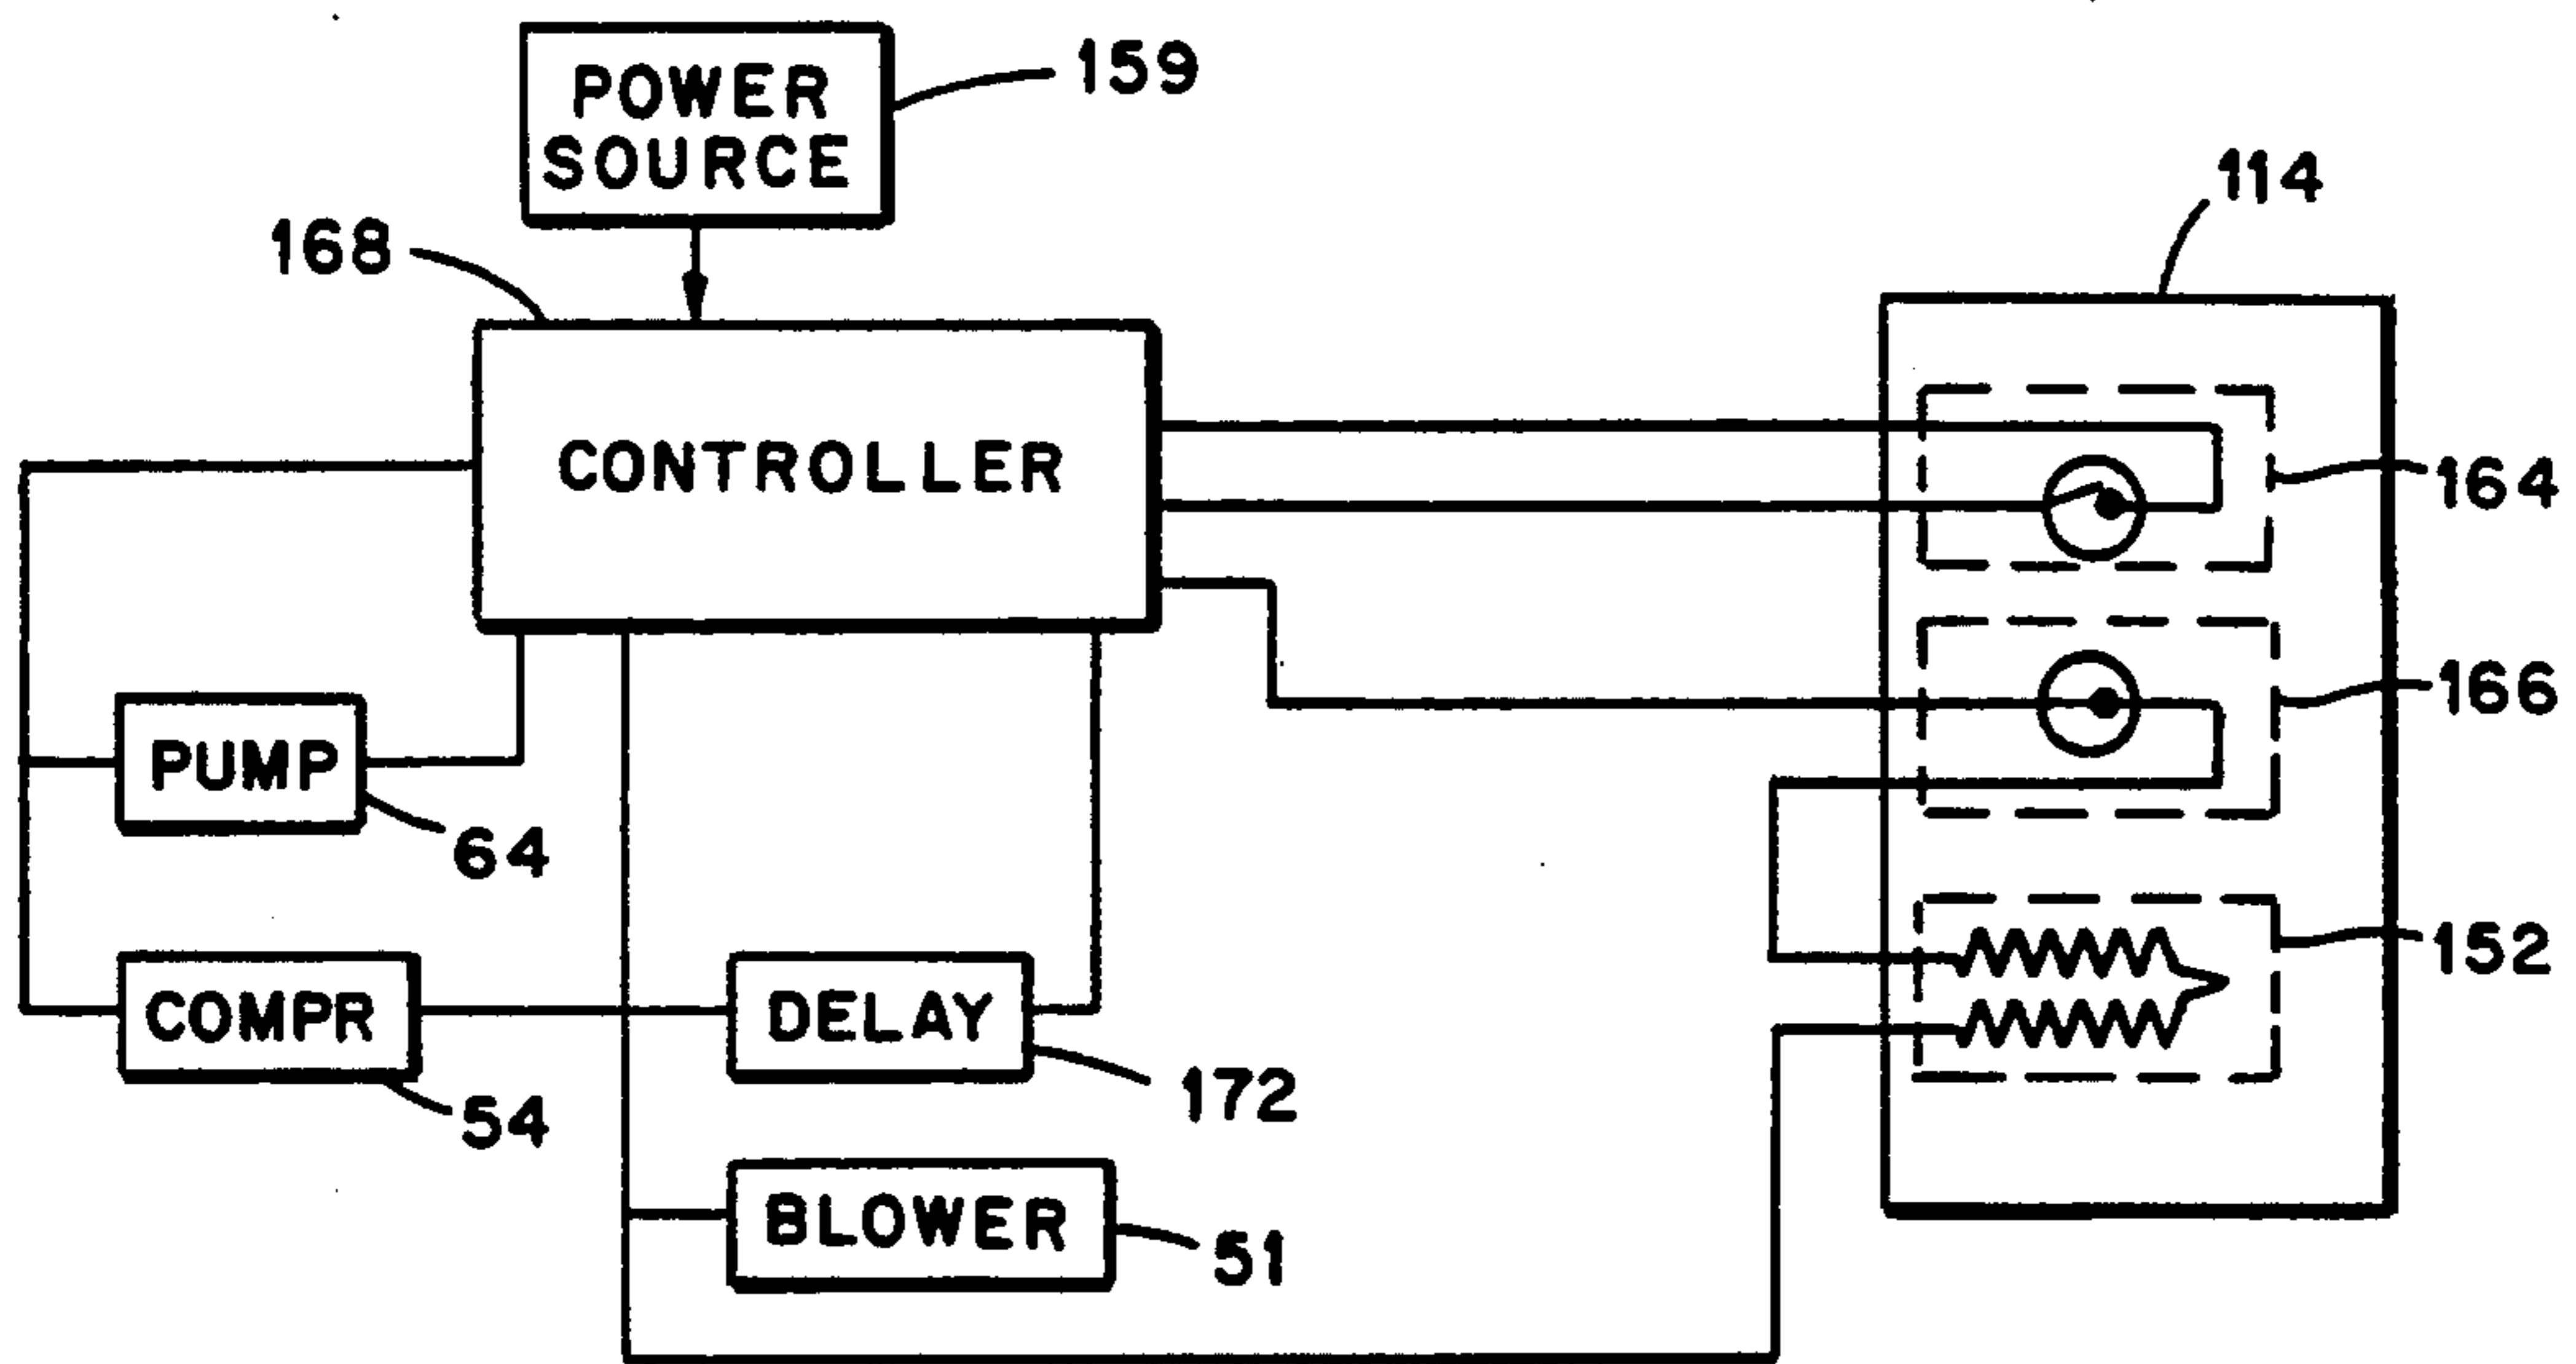 POWER
SOURCE
159
168
114
CONTROLLER
164
166
PUMP
64
152
COMPR
54
DELAY
172
BLOWER
51